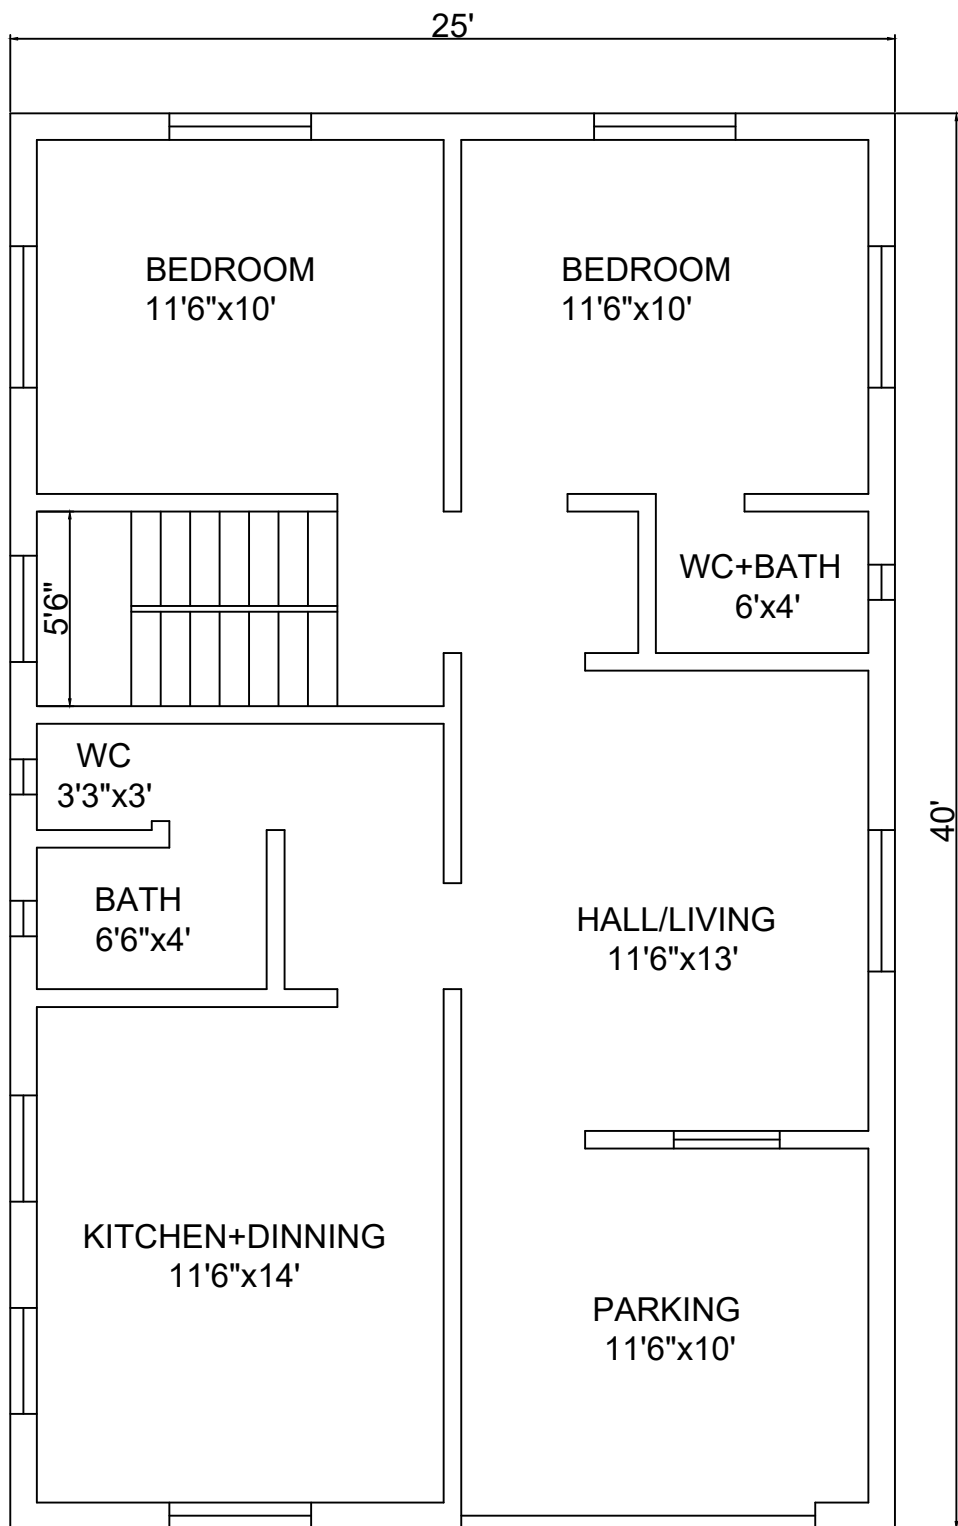 25'
BEDROOM
11'6"x10'
BEDROOM
11'6"x10'
5'6"
WC+BATH
6'x4'
WC
3'3"x3'
40'
BATH
6'6"x4'
HALL/LIVING
11'6"x13'
KITCHEN+DINNING
11'6"x14'
PARKING
11'6"x10'